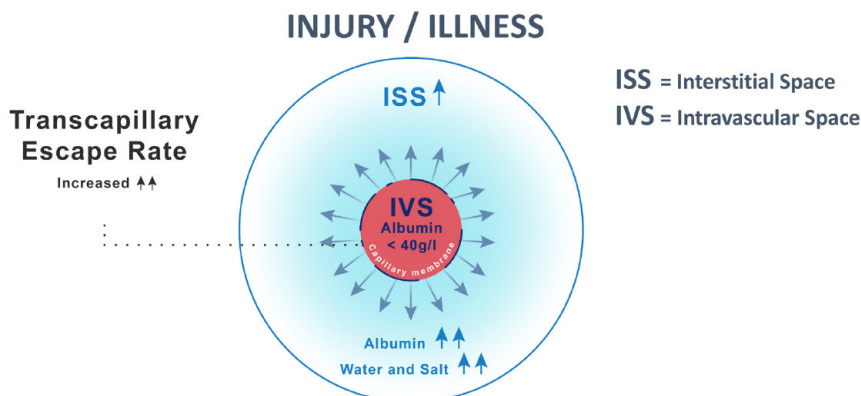 INJURY / ILLNESS
ISS ↑
ISS = Interstitial Space
IVS = Intravascular Space
Transcapillary
Escape Rate
Increased ↑↑
IVS
Albumin
< 40g/l
Capillary membrane
Albumin ↑↑
Water and Salt ↑↑